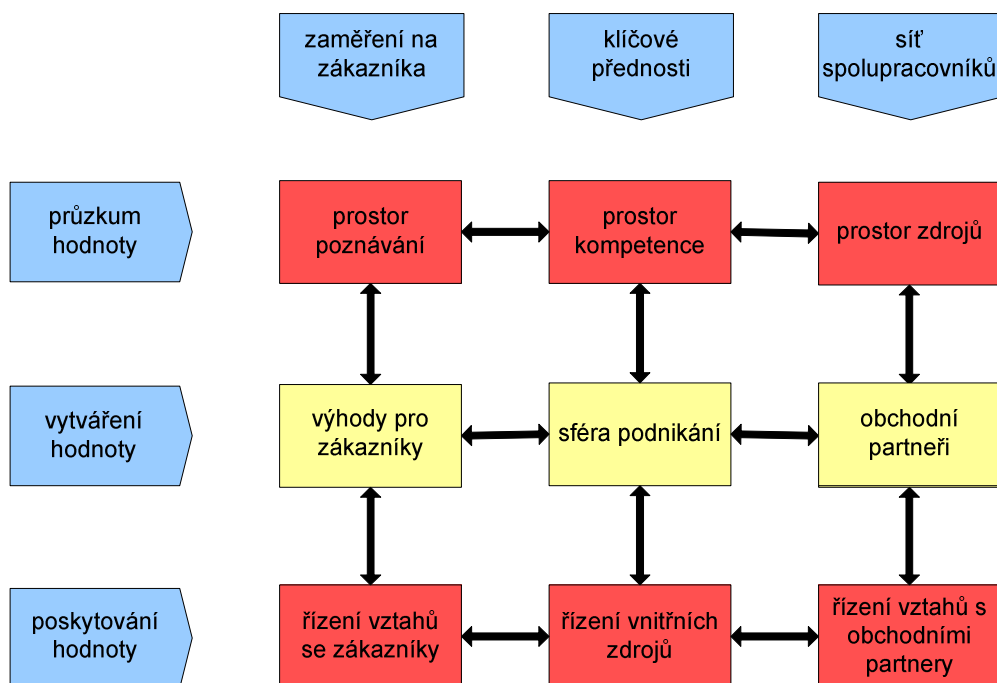 zaměření na
zákazníka
klíčové
přednosti
síť
spolupracovníků
průzkum
hodnoty
prostor
poznávání
prostor
kompetence
prostor zdrojů
vytváření
hodnoty
výhody pro
zákazníky
sféra podnikání
obchodní
partneři
poskytování
hodnoty
řízení vztahů
se zákazníky
řízení vnitřních
zdrojů
řízení vztahů s
obchodními
partnery